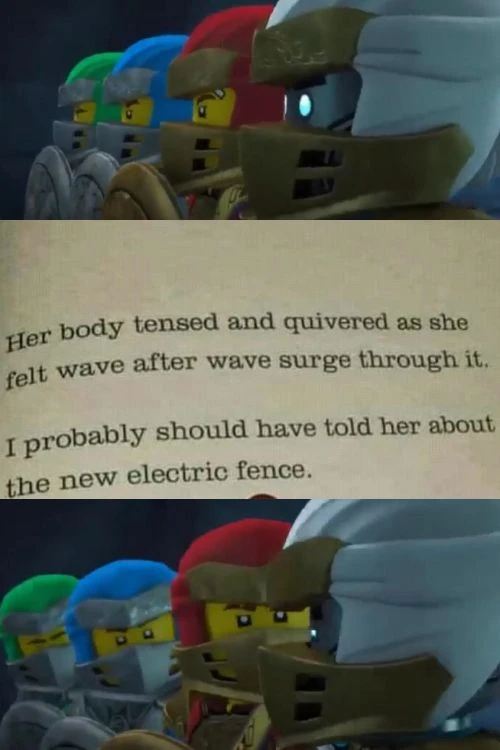 Her body tensed and quivered as she
felt wave after wave surge through it.
I probably should have told her about
the new electric fence.